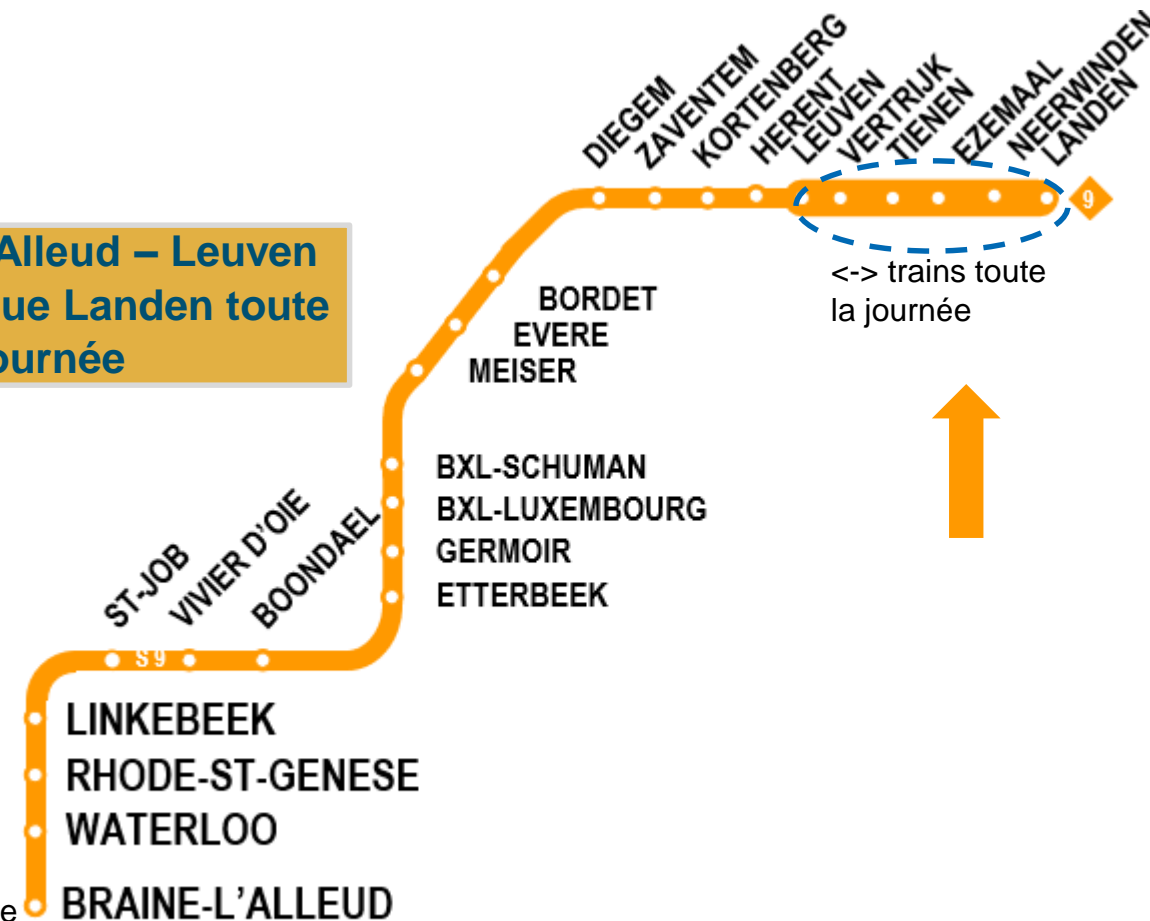 DIEGEM
ZAVENTEM
KORTENBERG
HERENT
LEUVEN
VERTRIJK
TIENEN
EZEMAAL
NEERWINDEN
LANDEN
9
Alleud – Leuven
ue Landen toute
ournée
<-> trains toute
la journée
BORDET
EVERE
MEISER
BXL-SCHUMAN
BXL-LUXEMBOURG
GERMOIR
ETTERBEEK
ST-JOB
VIVIER D'OIE
BOONDAEL
S9
LINKEBEEK
RHODE-ST-GENESE
WATERLOO
e
BRAINE-L'ALLEUD